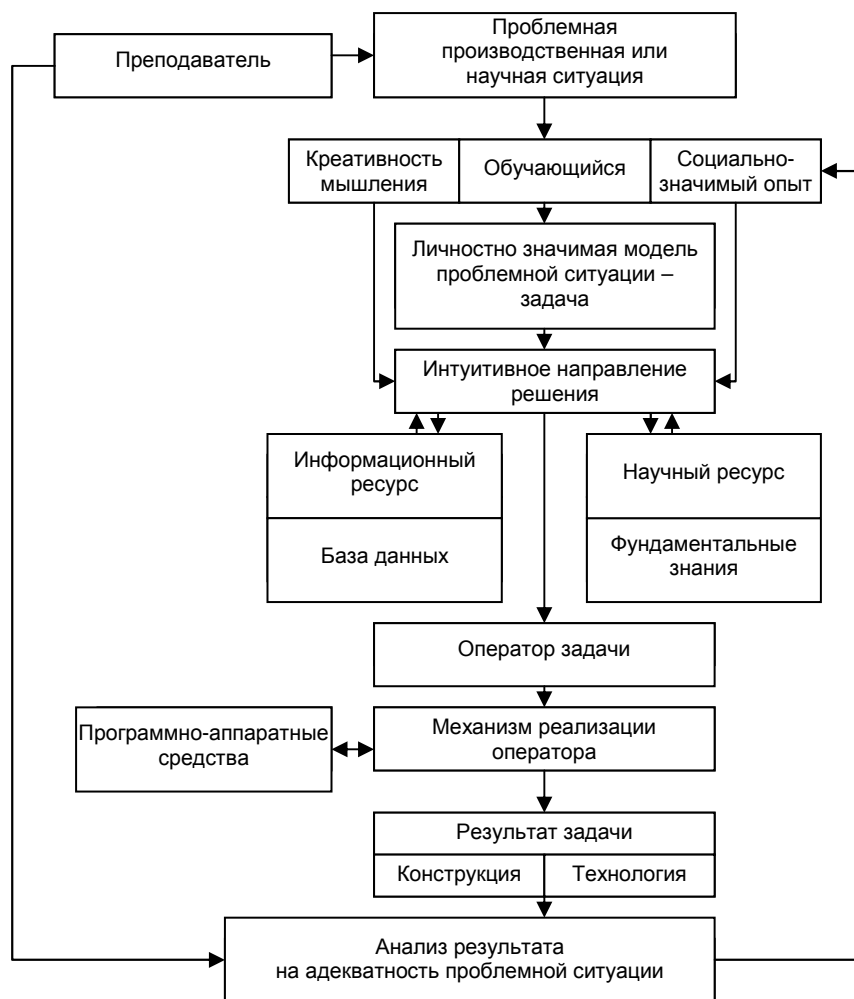 Преподаватель
Проблемная
производственная или
научная ситуация
Креативность
мышления
Обучающийся
Социально-
значимый опыт
Личностно значимая модель
проблемной ситуации –
задача
Интуитивное направление
решения
Информационный
ресурс
База данных
Научный ресурс
Фундаментальные
знания
Оператор задачи
Программно-аппаратные
средства
Механизм реализации
оператора
Результат задачи
Конструкция
Технология
Анализ результата
на адекватность проблемной ситуации